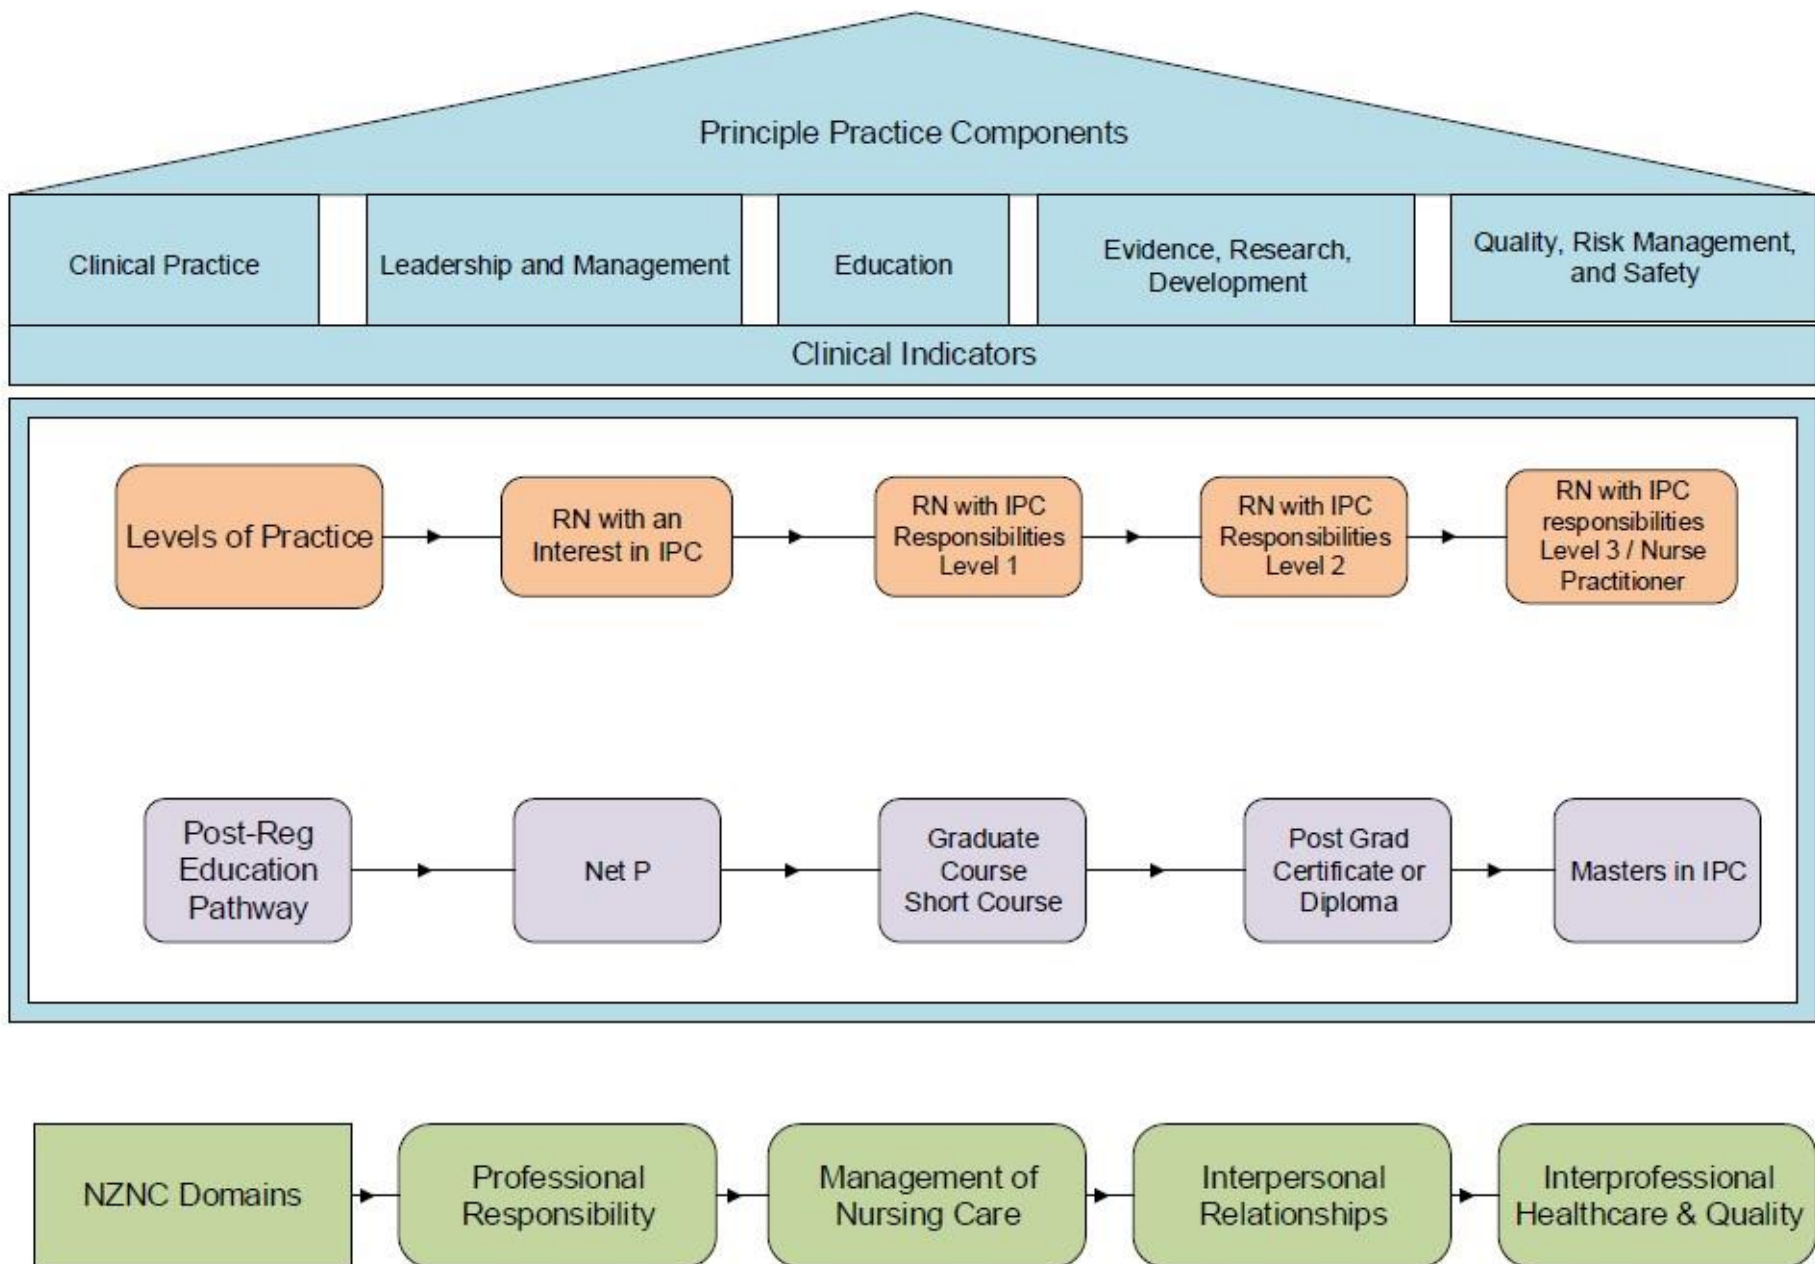 Principle Practice Components
Clinical Practice
Leadership and Management
Education
Evidence, Research,
Development
Quality, Risk Management,
and Safety
Clinical Indicators
Levels of Practice
RN with an
Interest in IPC
RN with IPC
Responsibilities
Level 1
RN with IPC
Responsibilities
Level 2
RN with IPC
responsibilities
Level 3 / Nurse
Practitioner
Post-Reg
Education
Pathway
Net P
Graduate
Course
Short Course
Post Grad
Certificate or
Diploma
Masters in IPC
NZNC Domains
Professional
Responsibility
Management of
Nursing Care
Interpersonal
Relationships
Interprofessional
Healthcare & Quality